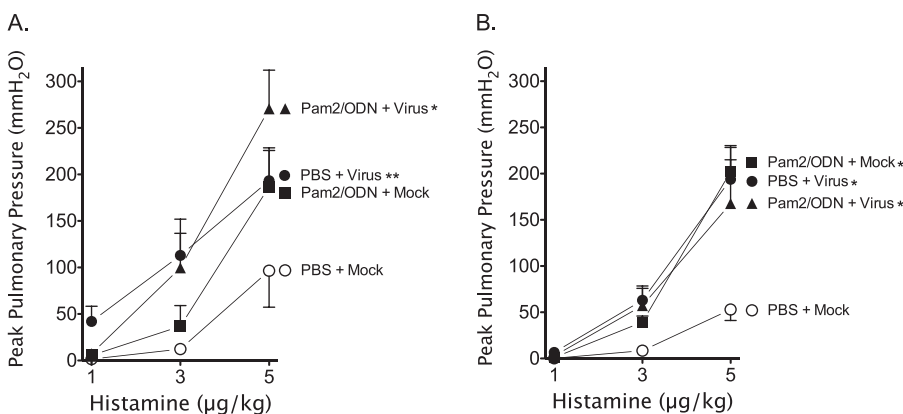 A.
Peak Pulmonary Pressure (mmH2O)
300
250
200
150
100
50
0
1
3
5
Histamine (µg/kg)
Pam2/ODN + Virus *
PBS + Virus **
Pam2/ODN + Mock
PBS + Mock
B.
Peak Pulmonary Pressure (mmH2O)
300
250
200
150
100
50
0
1
3
5
Histamine (µg/kg)
Pam2/ODN + Mock *
PBS + Virus *
Pam2/ODN + Virus *
PBS + Mock